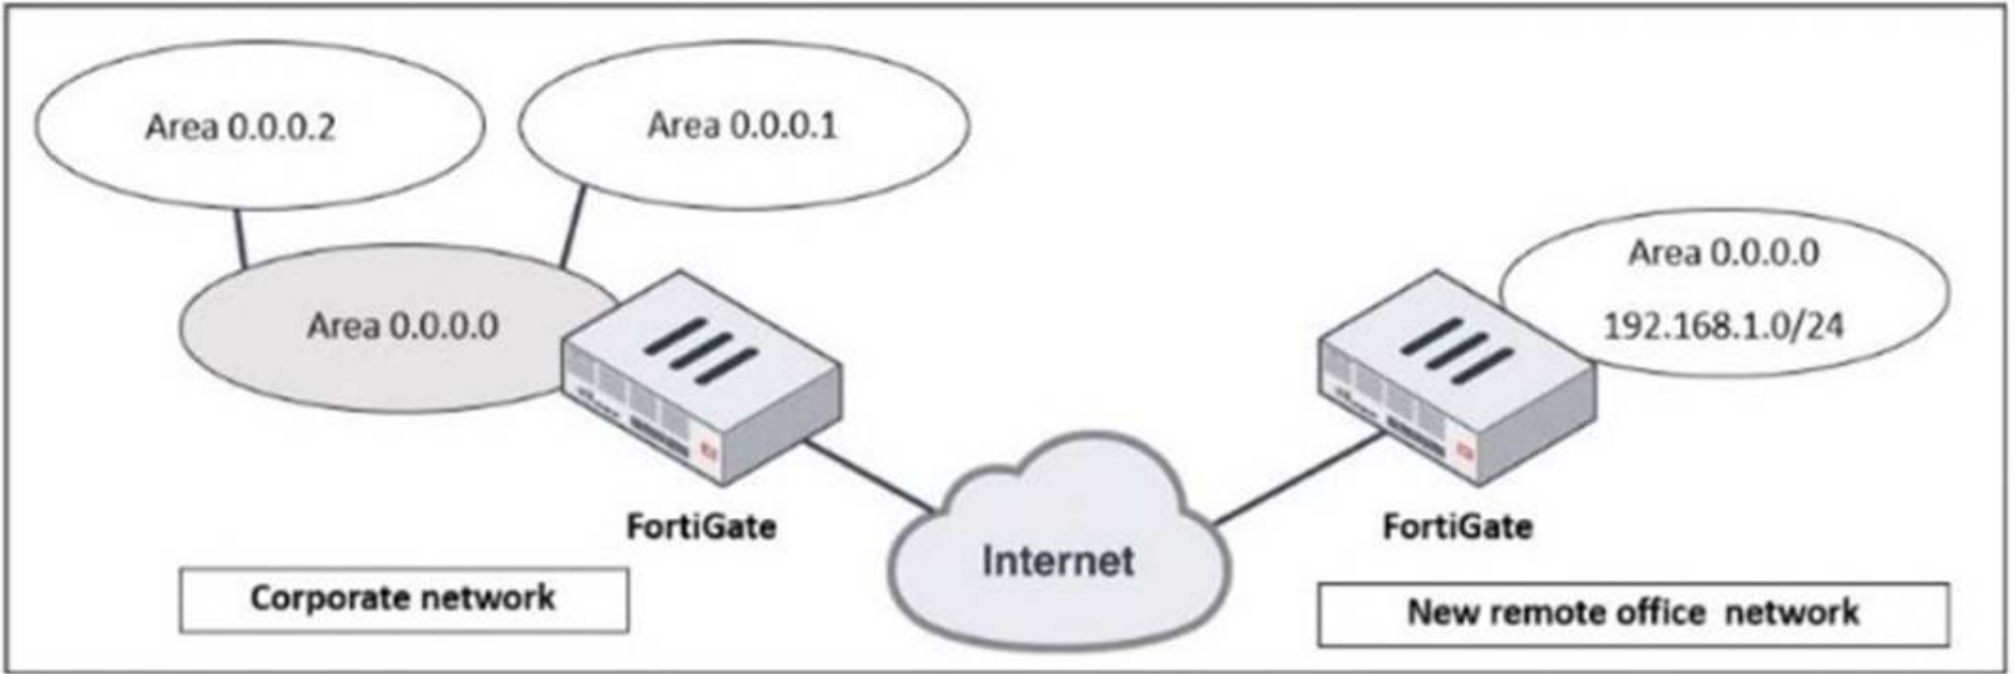 Area 0.0.0.2
Area 0.0.0.1
Area 0.0.0.0
Area 0.0.0.0
192.168.1.0/24
FortiGate
FortiGate
Internet
Corporate network
New remote office network